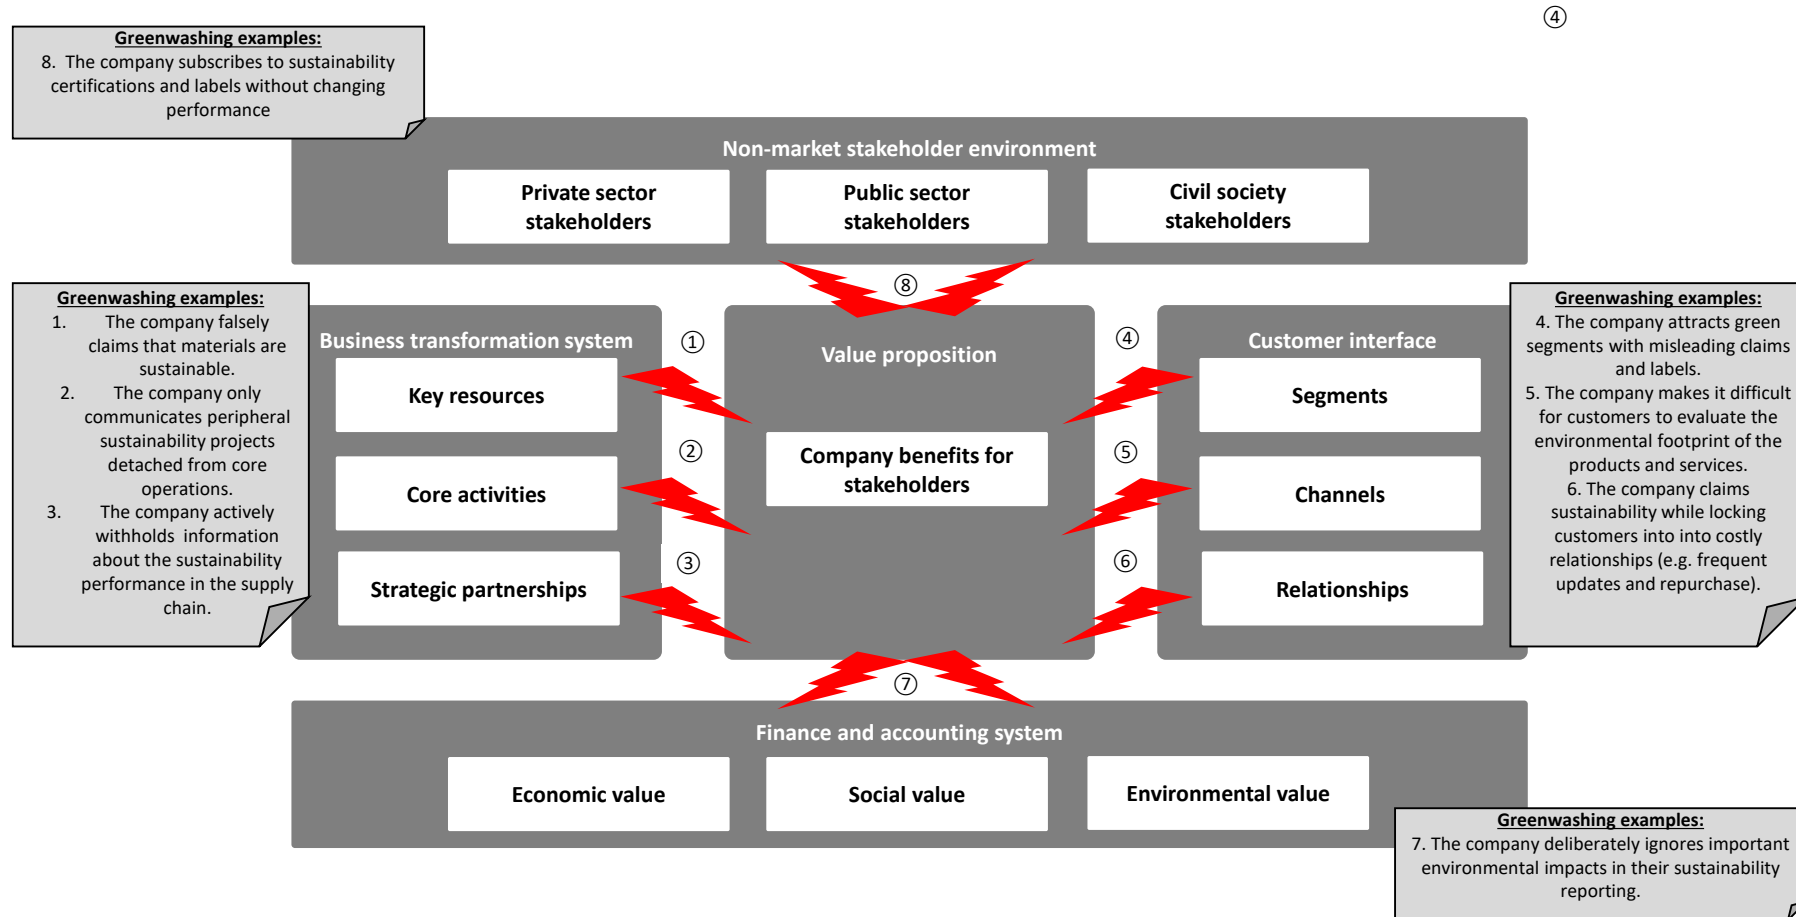 ④
Greenwashing examples:
8. The company subscribes to sustainability
certifications and labels without changing
performance
Non-market stakeholder environment
Private sector
stakeholders
Public sector
stakeholders
Civil society
stakeholders
⑧
Greenwashing examples:
1. The company falsely
claims that materials are
sustainable.
2. The company only
communicates peripheral
sustainability projects
detached from core
operations.
3. The company actively
withholds information
about the sustainability
performance in the supply
chain.
Business transformation system
Key resources
Core activities
Strategic partnerships
①
②
③
Value proposition
Company benefits for
stakeholders
④
⑤
⑥
Customer interface
Segments
Channels
Relationships
Greenwashing examples:
4. The company attracts green
segments with misleading claims
and labels.
5. The company makes it difficult
for customers to evaluate the
environmental footprint of the
products and services.
6. The company claims
sustainability while locking
customers into into costly
relationships (e.g. frequent
updates and repurchase).
⑦
Finance and accounting system
Economic value
Social value
Environmental value
Greenwashing examples:
7. The company deliberately ignores important
environmental impacts in their sustainability
reporting.